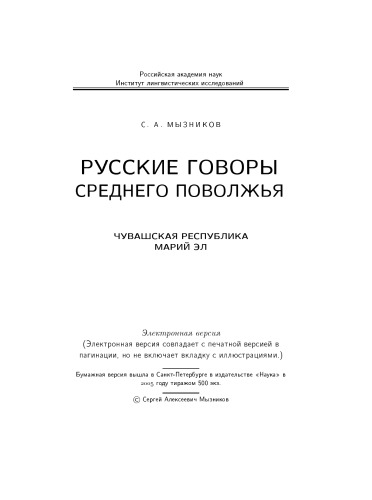 Российская академия наук
Институт лингвистических исследований
С. А. МЫЗНИКОВ
РУССКИЕ ГОВОРЫ
СРЕДНЕГО ПОВОЛЖЬЯ
ЧУВАШСКАЯ РЕСПУБЛИКА
МАРИЙ ЭЛ
Электронная версия
(Электронная версия совпадает с печатной версией в
пагинации, но не включает вкладку с иллюстрациями.)
Бумажная версия вышла в Санкт-Петербурге в издательстве «Наука» в
2005 году тиражом 500 экз.
© Сергей Алексеевич Мызников